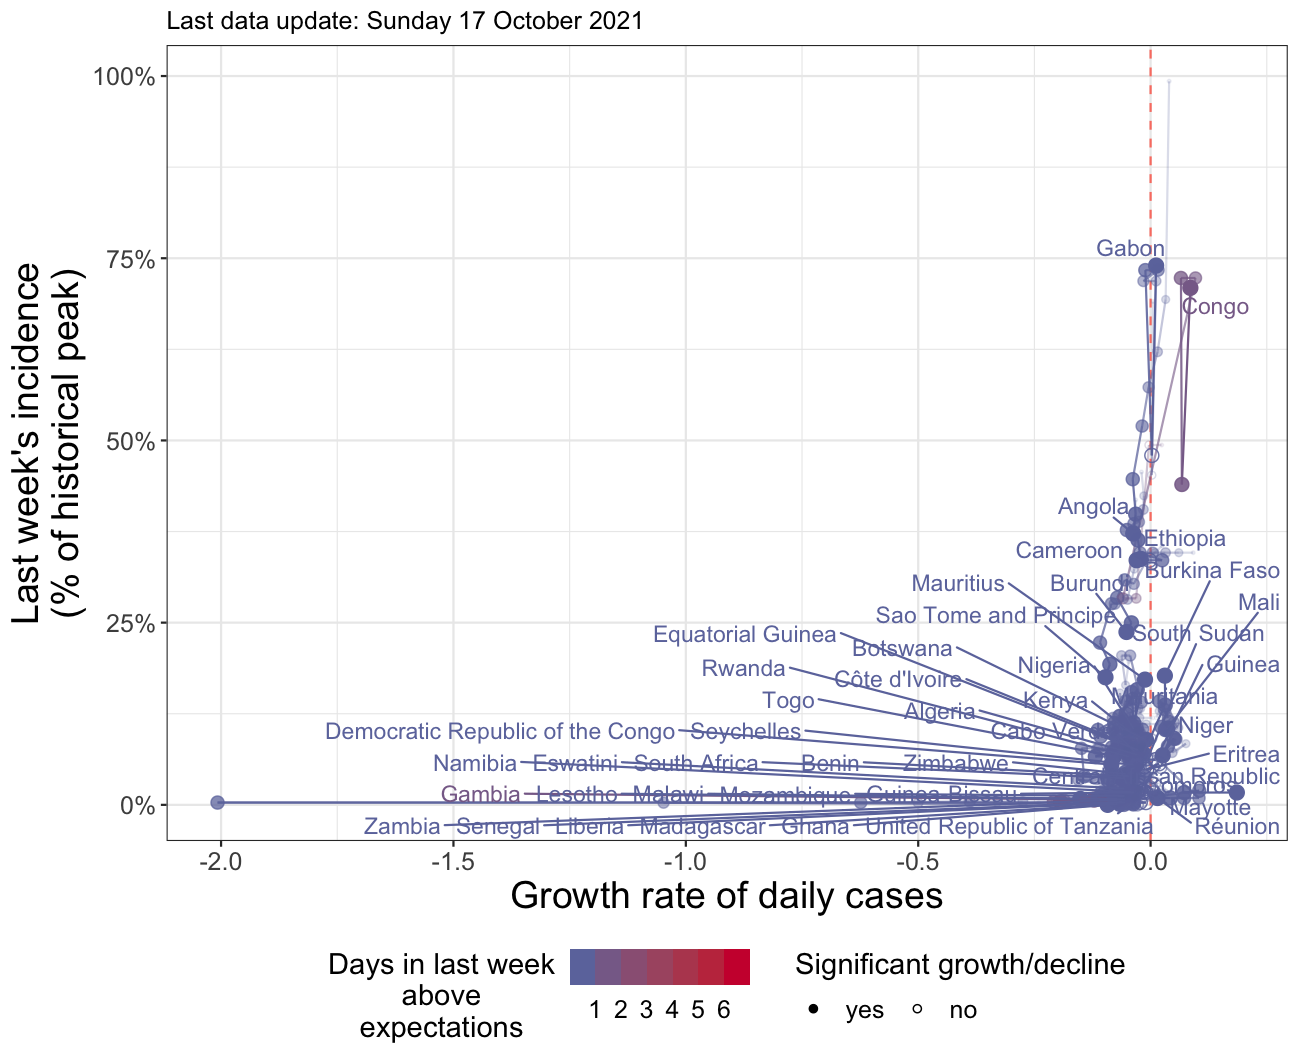 Last data update: Sunday 17 October 2021
Last week's incidence
(% of historical peak)
100%
75%
50%
25%
0%
Gabon
Congo
Angola
Ethiopia
Cameroon
Burkina Faso
Mauritius
Burundi
Mali
Sao Tome and Principe
Equatorial Guinea
South Sudan
Botswana
Rwanda
Nigeria
Guinea
Côte d'Ivoire
Togo
Kenya
Mauritania
Algeria
Democratic Republic of the Congo
Seychelles
Cabo Verde
Niger
Namibia
Eswatini
South Africa
Benin
Zimbabwe
Eritrea
Central African Republic
Gambia
Lesotho
Malawi
Mozambique
Guinea-Bissau
Comoros
Mayotte
Zambia
Senegal
Liberia
Madagascar
Ghana
United Republic of Tanzania
Réunion
-2.0 -1.5 -1.0 -0.5 0.0
Growth rate of daily cases
Days in last week
above
expectations
1 2 3 4 5 6
Significant growth/decline
yes no